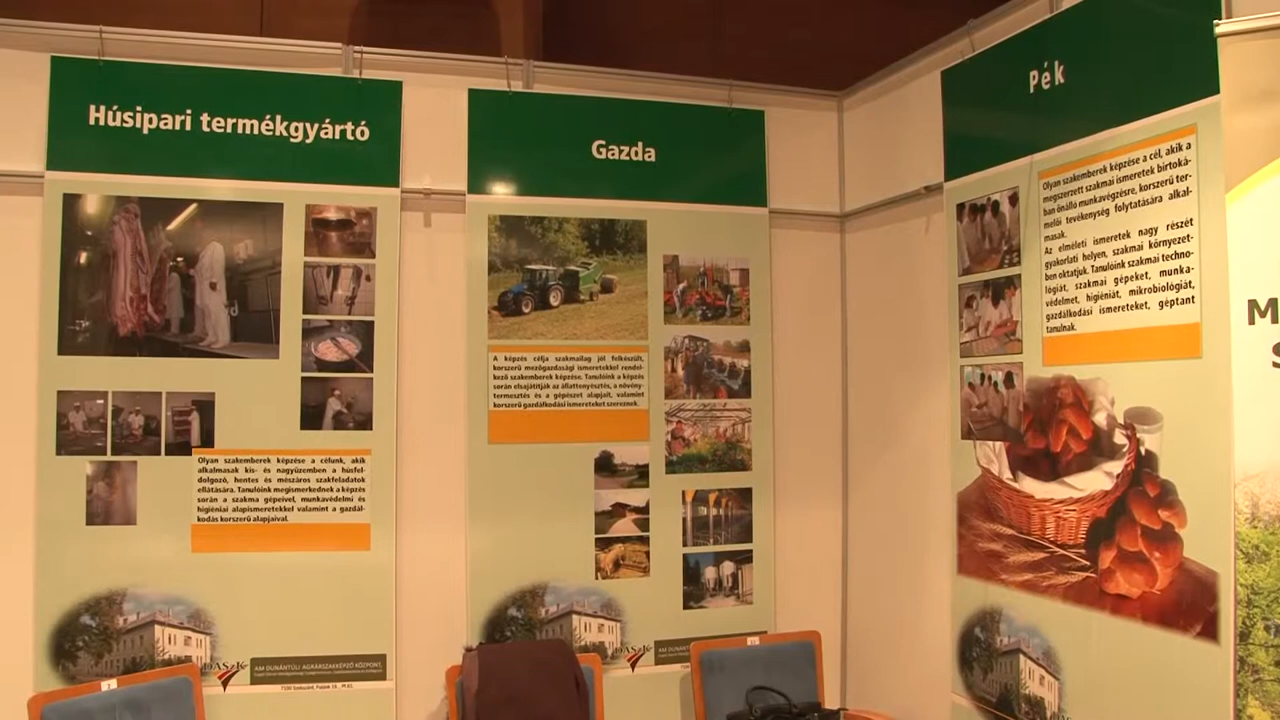 Húsipari termékgyártó
Olyan szakemberek képzése a célunk, akik
alkalmasak kis- és nagyüzemben a húsfel-
dolgozó, hentes és mészáros szakfeladatok
ellátására. Tanulóink megismerkednek a képzés
során a szakma gépeivel, munkavédelmi és
higiéniai alapismeretekkel valamint a gazdál-
kodás korszerű alapjaival.
DASzK
AM DUNÁNTÚLI AGRÁRSZAKKÉPZŐ KÖZPONT,
Gazda
A képzés célja szakmailag jól felkészült,
korszerű mezőgazdasági ismeretekkel rendel-
kező szakemberek képzése. Tanulóink a képzés
során elsajátítják az állattenyésztés, a növény-
termesztés és a gépészet alapjait, valamint
korszerű gazdálkodási ismereteket szereznek.
DASzK
AM DUNÁNTÚLI
Pék
Olyan szakemberek képzése a cél, akik a
megszerzett szakmai ismeretek birtoká-
ban önálló munkavégzésre, korszerű ter-
melői tevékenység folytatására alkal-
masak.
Az elméleti ismeretek nagy részét
gyakorlati helyen, szakmai környezet-
ben oktatjuk. Tanulóink szakmai techno-
lógiát, szakmai gépeket, munka-
védelmet, higiéniát, mikrobiológiát,
gazdálkodási ismereteket, géptant
tanulnak.
M
S